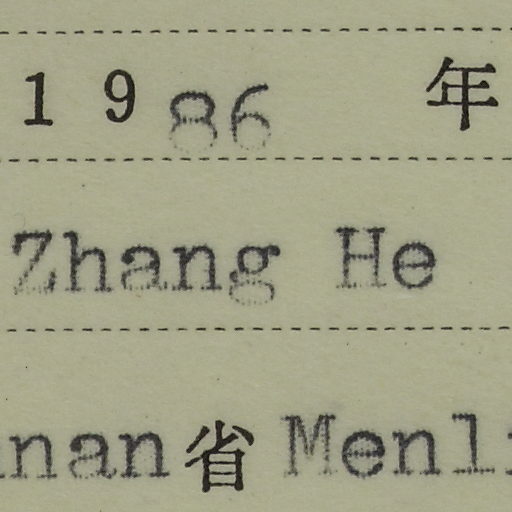 1986 年
Zhang He
nan省 Menl